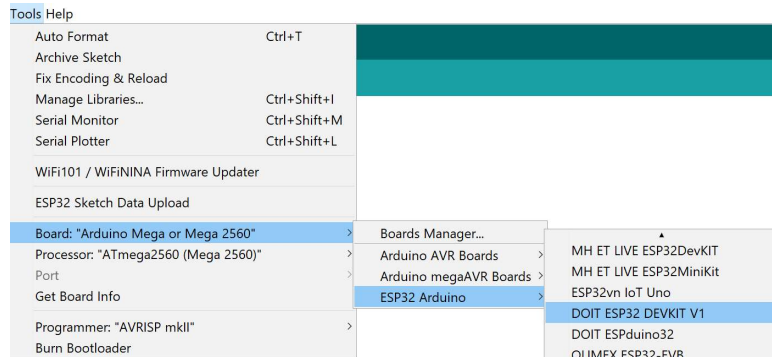 Tools Help
Auto Format Ctrl+T
Archive Sketch
Fix Encoding & Reload
Manage Libraries... Ctrl+Shift+I
Serial Monitor Ctrl+Shift+M
Serial Plotter Ctrl+Shift+L
WiFi101 / WiFiNINA Firmware Updater
ESP32 Sketch Data Upload
Board: "Arduino Mega or Mega 2560"
Processor: "ATmega2560 (Mega 2560)"
Port
Get Board Info
Programmer: "AVRISP mkII"
Burn Bootloader
Boards Manager...
Arduino AVR Boards
Arduino megaAVR Boards
ESP32 Arduino
MH ET LIVE ESP32DevKIT
MH ET LIVE ESP32MiniKit
ESP32vn IoT Uno
DOIT ESP32 DEVKIT V1
DOIT ESPduino32
OLIMEX ESP32-EVB